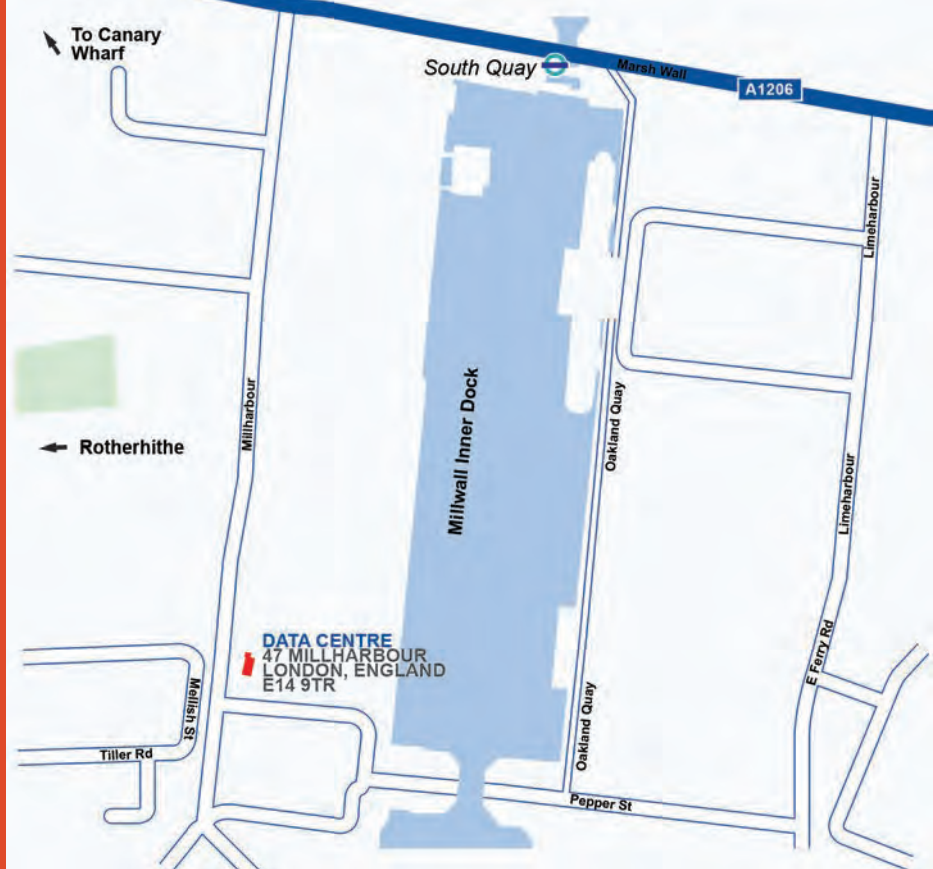 To Canary
Wharf
South Quay
Marsh Wall
A1206
Limeharbour
Millharbour
Rotherhithe
Millwall Inner Dock
Oakland Quay
Limeharbour
DATA CENTRE
47 MILLHARBOUR
LONDON, ENGLAND
E14 9TR
E Ferry Rd
Mellish St
Oakland Quay
Tiller Rd
Pepper St